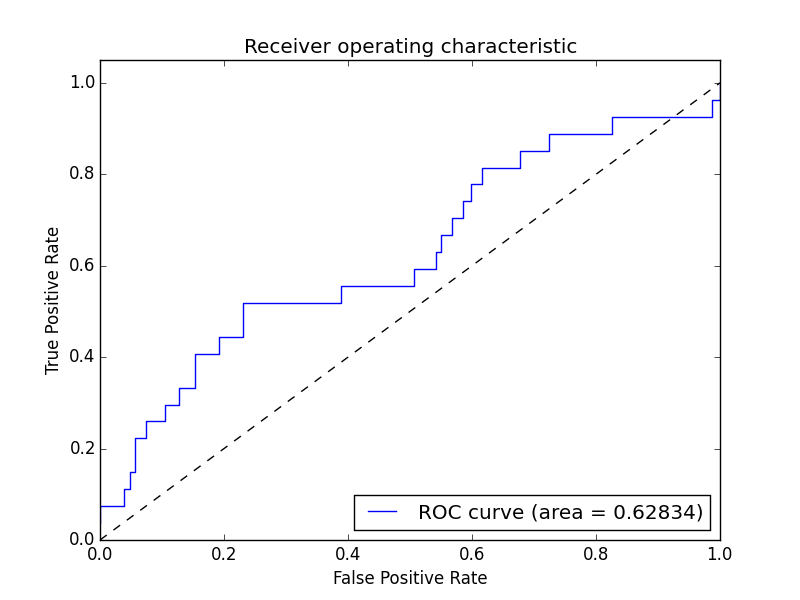 Receiver operating characteristic
1.0
0.8
0.6
0.4
0.2
0.0
True Positive Rate
ROC curve (area = 0.62834)
0.0 0.2 0.4 0.6 0.8 1.0
False Positive Rate